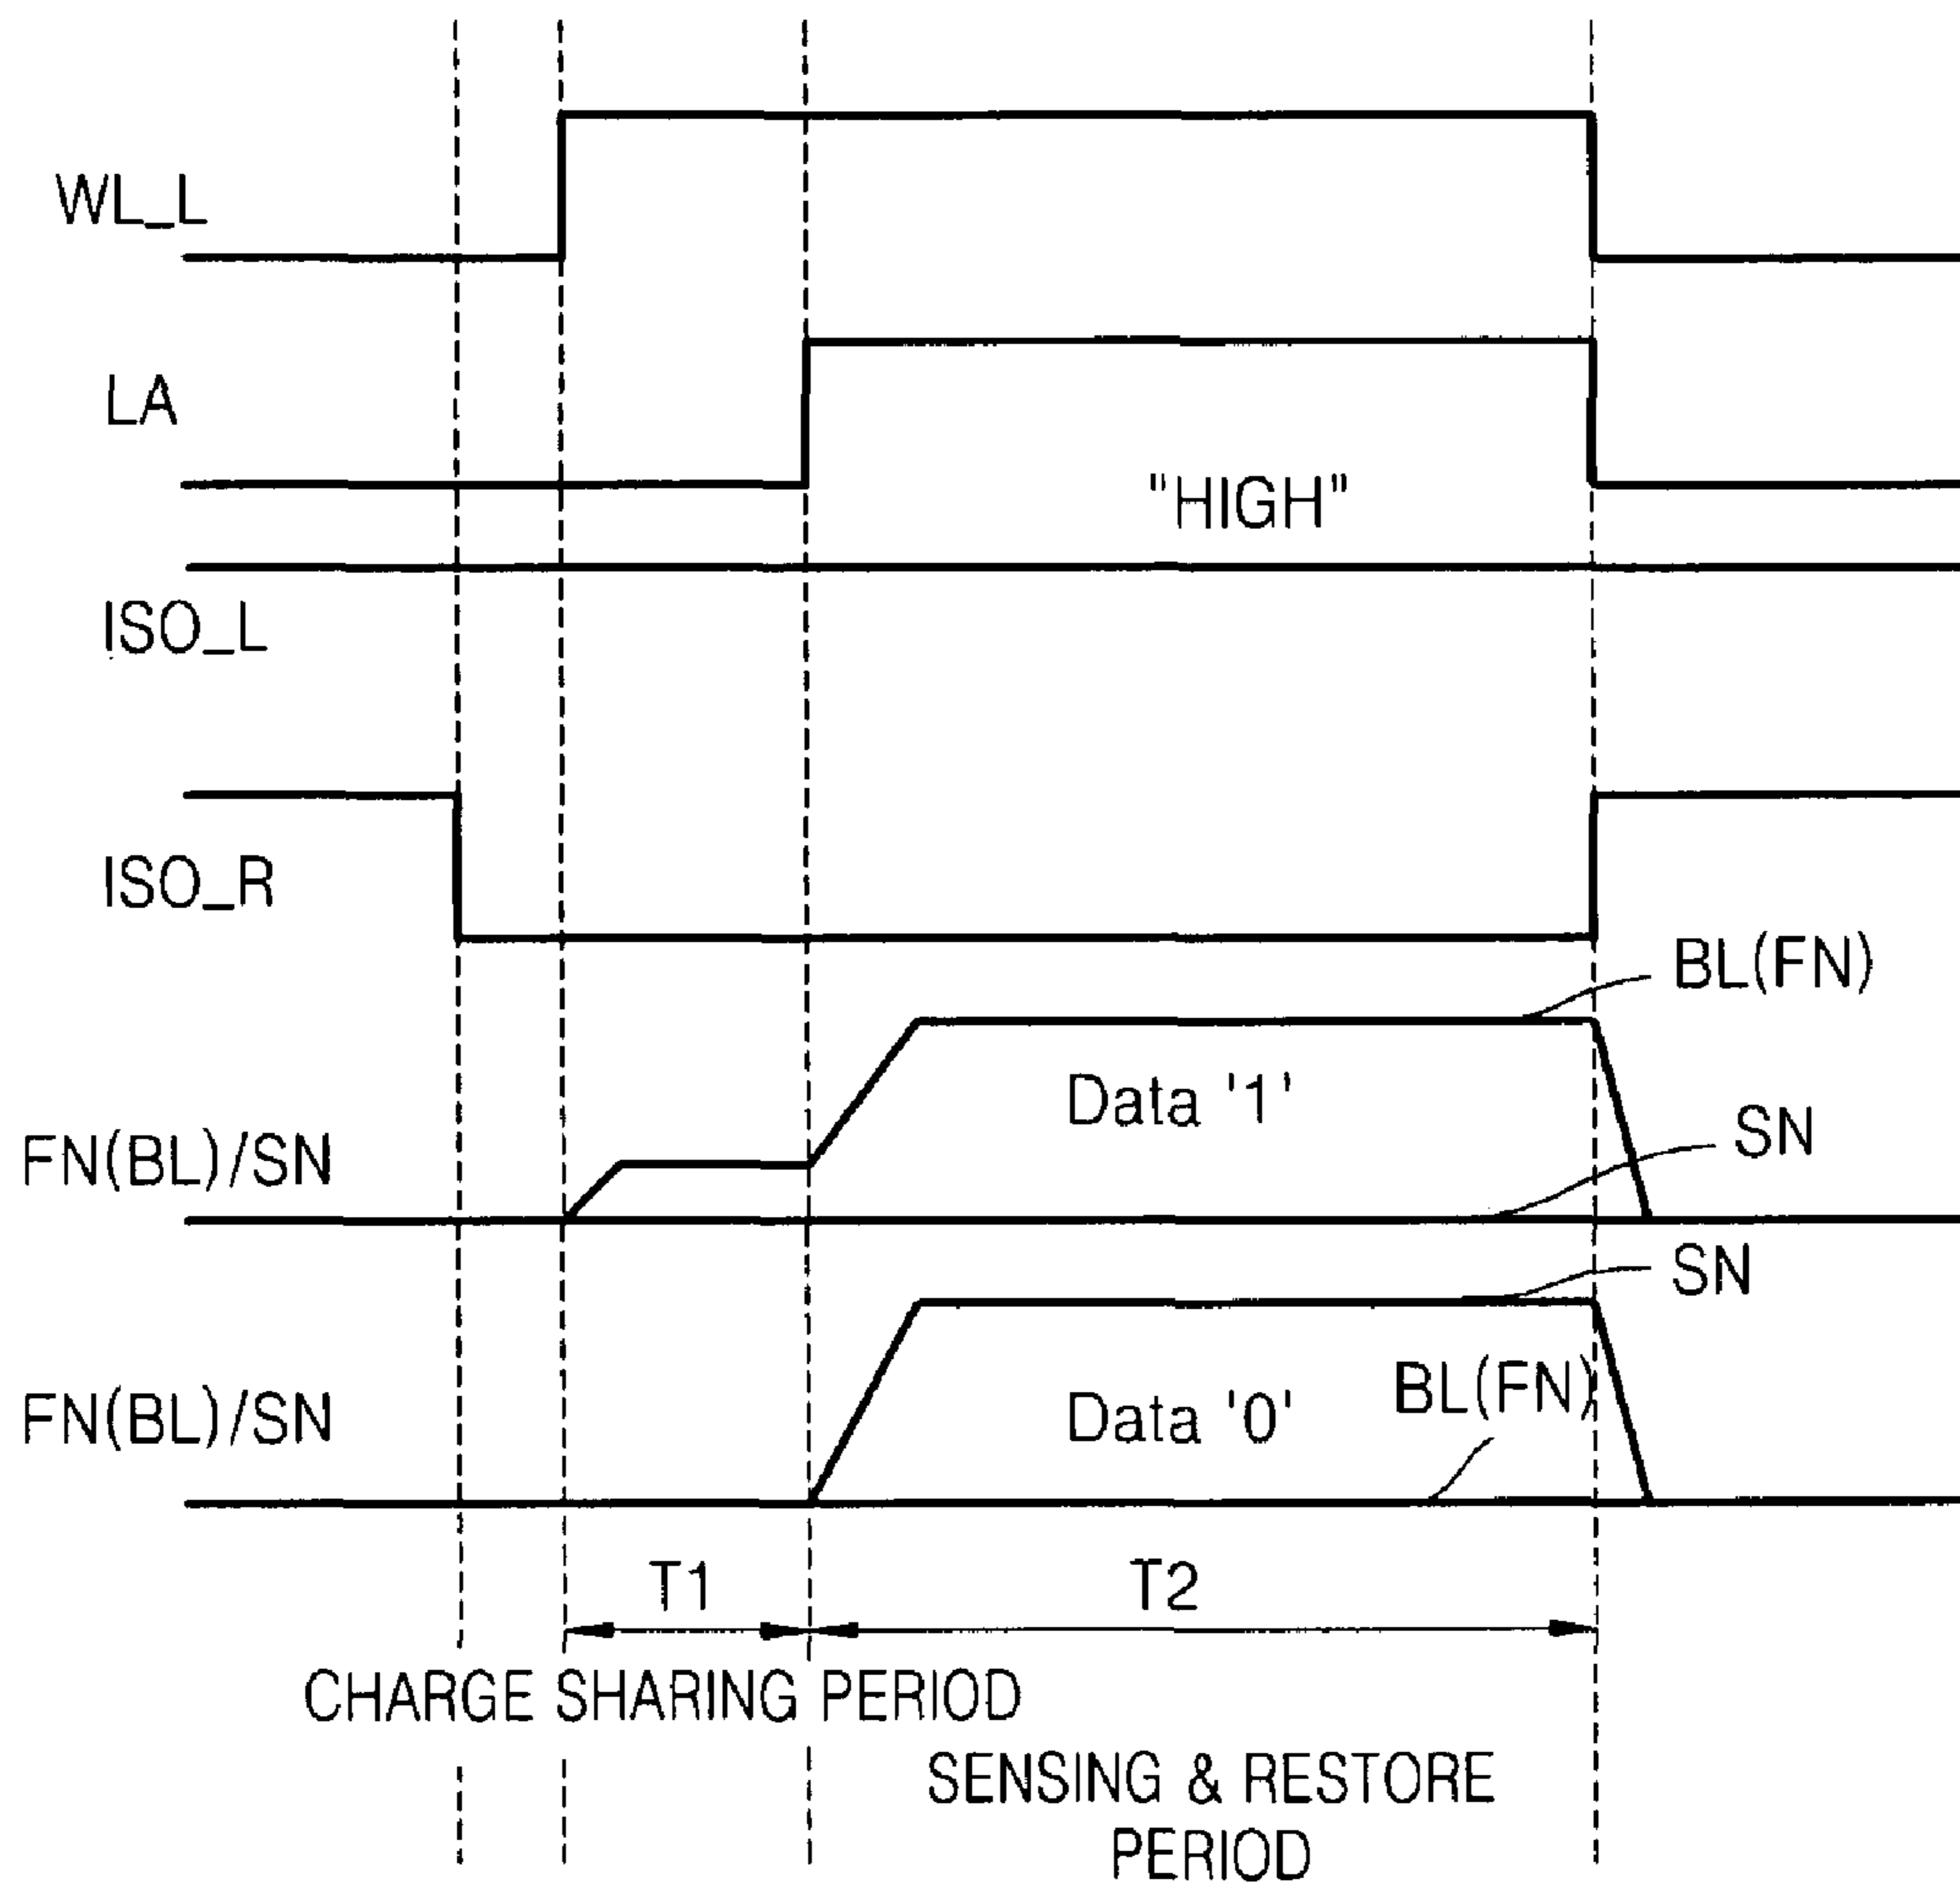 WL_L
LA
"HIGH"
ISO_L
ISO_R
BL(FN)
Data '1'
SN
FN(BL)/SN
SN
BL(FN)
Data '0'
FN(BL)/SN
T1
T2
CHARGE SHARING PERIOD
SENSING & RESTORE
PERIOD